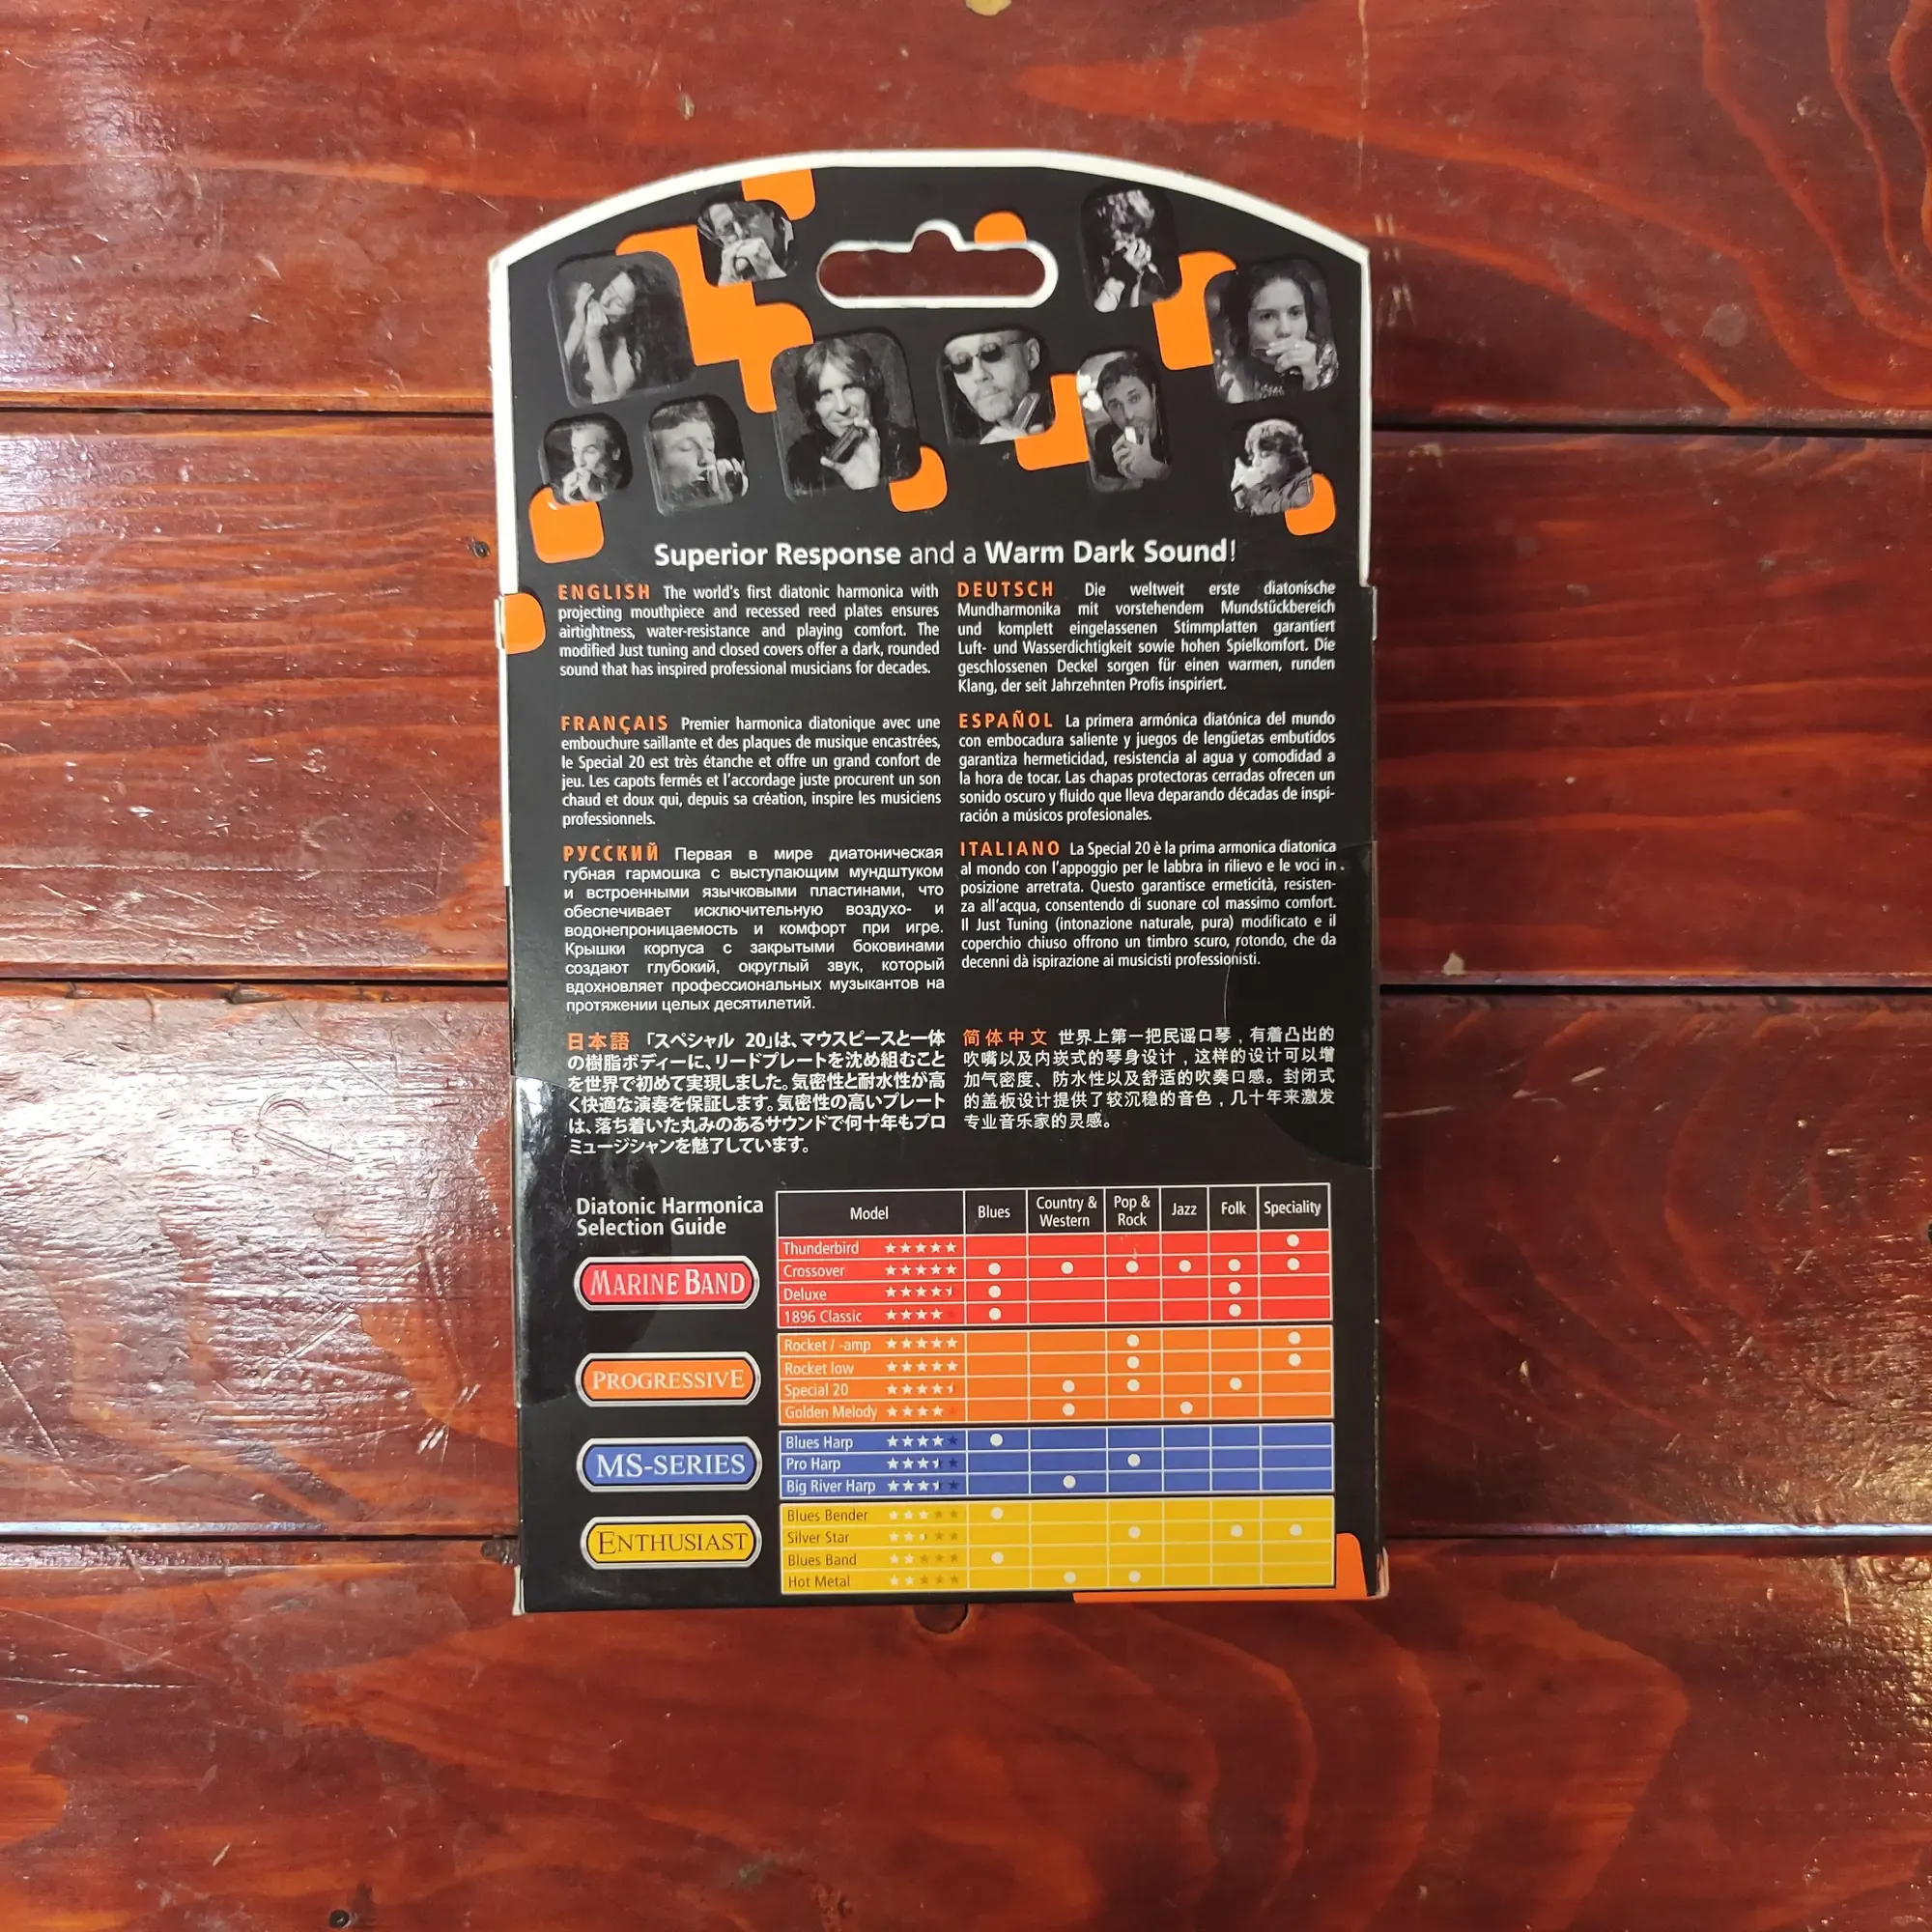 Superior Response and a Warm Dark Sound!
ENGLISH The world's first diatonic harmonica with
projecting mouthpiece and recessed reed plates ensures
airtightness, water-resistance and playing comfort. The
modified Just tuning and closed covers offer a dark, rounded
sound that has inspired professional musicians for decades.
DEUTSCH Die weltweit erste diatonische
Mundharmonika mit vorstehendem Mundstückbereich
und komplett eingelassenen Stimmplatten garantiert
Luft- und Wasserdichtigkeit sowie hohen Spielkomfort. Die
geschlossenen Deckel sorgen für einen warmen, runden
Klang, der seit Jahrzehnten Profis inspiriert.
FRANÇAIS Premier harmonica diatonique avec une
embouchure saillante et des plaques de musique encastrées,
le Special 20 est très étanche et offre un grand confort de
jeu. Les capots fermés et l'accordage juste procurent un son
chaud et doux qui, depuis sa création, inspire les musiciens
professionnels.
ESPAÑOL La primera armónica diatónica del mundo
con embocadura saliente y juegos de lengüetas embutidos
garantiza hermeticidad, resistencia al agua y comodidad a
la hora de tocar. Las chapas protectoras cerradas ofrecen un
sonido oscuro y fluido que lleva deparando décadas de inspi-
ración a músicos profesionales.
РУССКИЙ Первая в мире диатоническая
губная гармошка с выступающим мундштуком
и встроенными язычковыми пластинами, что
обеспечивает исключительную воздухо- и
водонепроницаемость и комфорт при игре.
Крышки корпуса с закрытыми боковинами
создают глубокий, округлый звук, который
вдохновляет профессиональных музыкантов на
протяжении целых десятилетий.
ITALIANO La Special 20 è la prima armonica diatonica
al mondo con l'appoggio per le labbra in rilievo e le voci in
posizione arretrata. Questo garantisce ermeticità, resisten-
za all'acqua, consentendo di suonare col massimo comfort.
Il Just Tuning (intonazione naturale, pura) modificato e il
coperchio chiuso offrono un timbro scuro, rotondo, che da
decenni dà ispirazione ai musicisti professionisti.
日本語 「スペシャル 20」は、マウスピースと一体
の樹脂ボディーに、リードプレートを沈め組むこと
を世界で初めて実現しました。気密性と耐水性が高
く快適な演奏を保証します。気密性の高いプレート
は、落ち着いた丸みのあるサウンドで何十年もプロ
ミュージシャンを魅了しています。
简体中文 世界上第一把民谣口琴，有着凸出的
吹嘴以及内嵌式的琴身设计，这样的设计可以增
加气密度、防水性以及舒适的吹奏口感。封闭式
的盖板设计提供了较沉稳的音色，几十年来激发
专业音乐家的灵感。
Diatonic Harmonica
Selection Guide
Model Blues Country & Western Pop & Rock Jazz Folk Speciality
MARINE BAND
Thunderbird ★★★★★
Crossover ★★★★★
Deluxe ★★★★⯨
1896 Classic ★★★★
PROGRESSIVE
Rocket / -amp ★★★★★
Rocket low ★★★★★
Special 20 ★★★★⯨
Golden Melody ★★★★
MS-SERIES
Blues Harp ★★★★
Pro Harp ★★★⯨
Big River Harp ★★★⯨
ENTHUSIAST
Blues Bender ★★★
Silver Star ★★⯨
Blues Band ★★
Hot Metal ★★